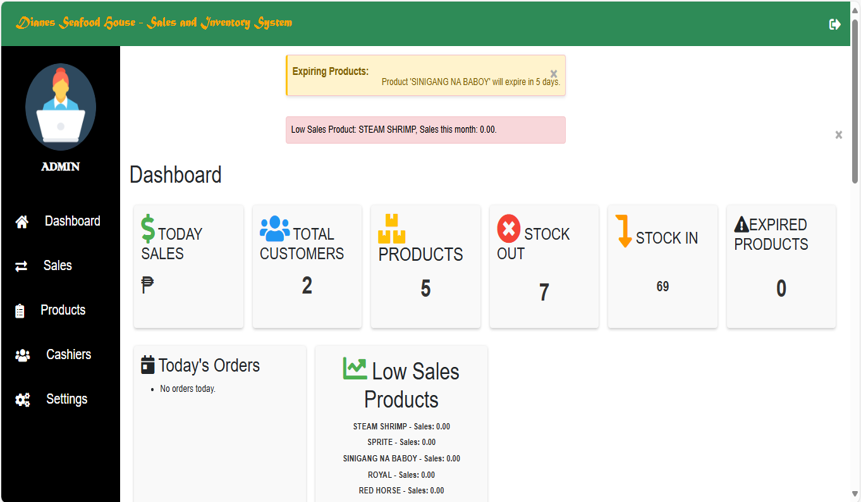 Dianes Seafood House - Sales and Inventory System
Expiring Products:
Product 'SINIGANG NA BABOY' will expire in 5 days.
Low Sales Product: STEAM SHRIMP, Sales this month: 0.00.
ADMIN
Dashboard
Sales
Products
Cashiers
Settings
Dashboard
TODAY
SALES
₱
TOTAL
CUSTOMERS
2
PRODUCTS
5
STOCK
OUT
7
STOCK IN
69
EXPIRED
PRODUCTS
0
Today's Orders
No orders today.
Low Sales
Products
STEAM SHRIMP - Sales: 0.00
SPRITE - Sales: 0.00
SINIGANG NA BABOY - Sales: 0.00
ROYAL - Sales: 0.00
RED HORSE - Sales: 0.00